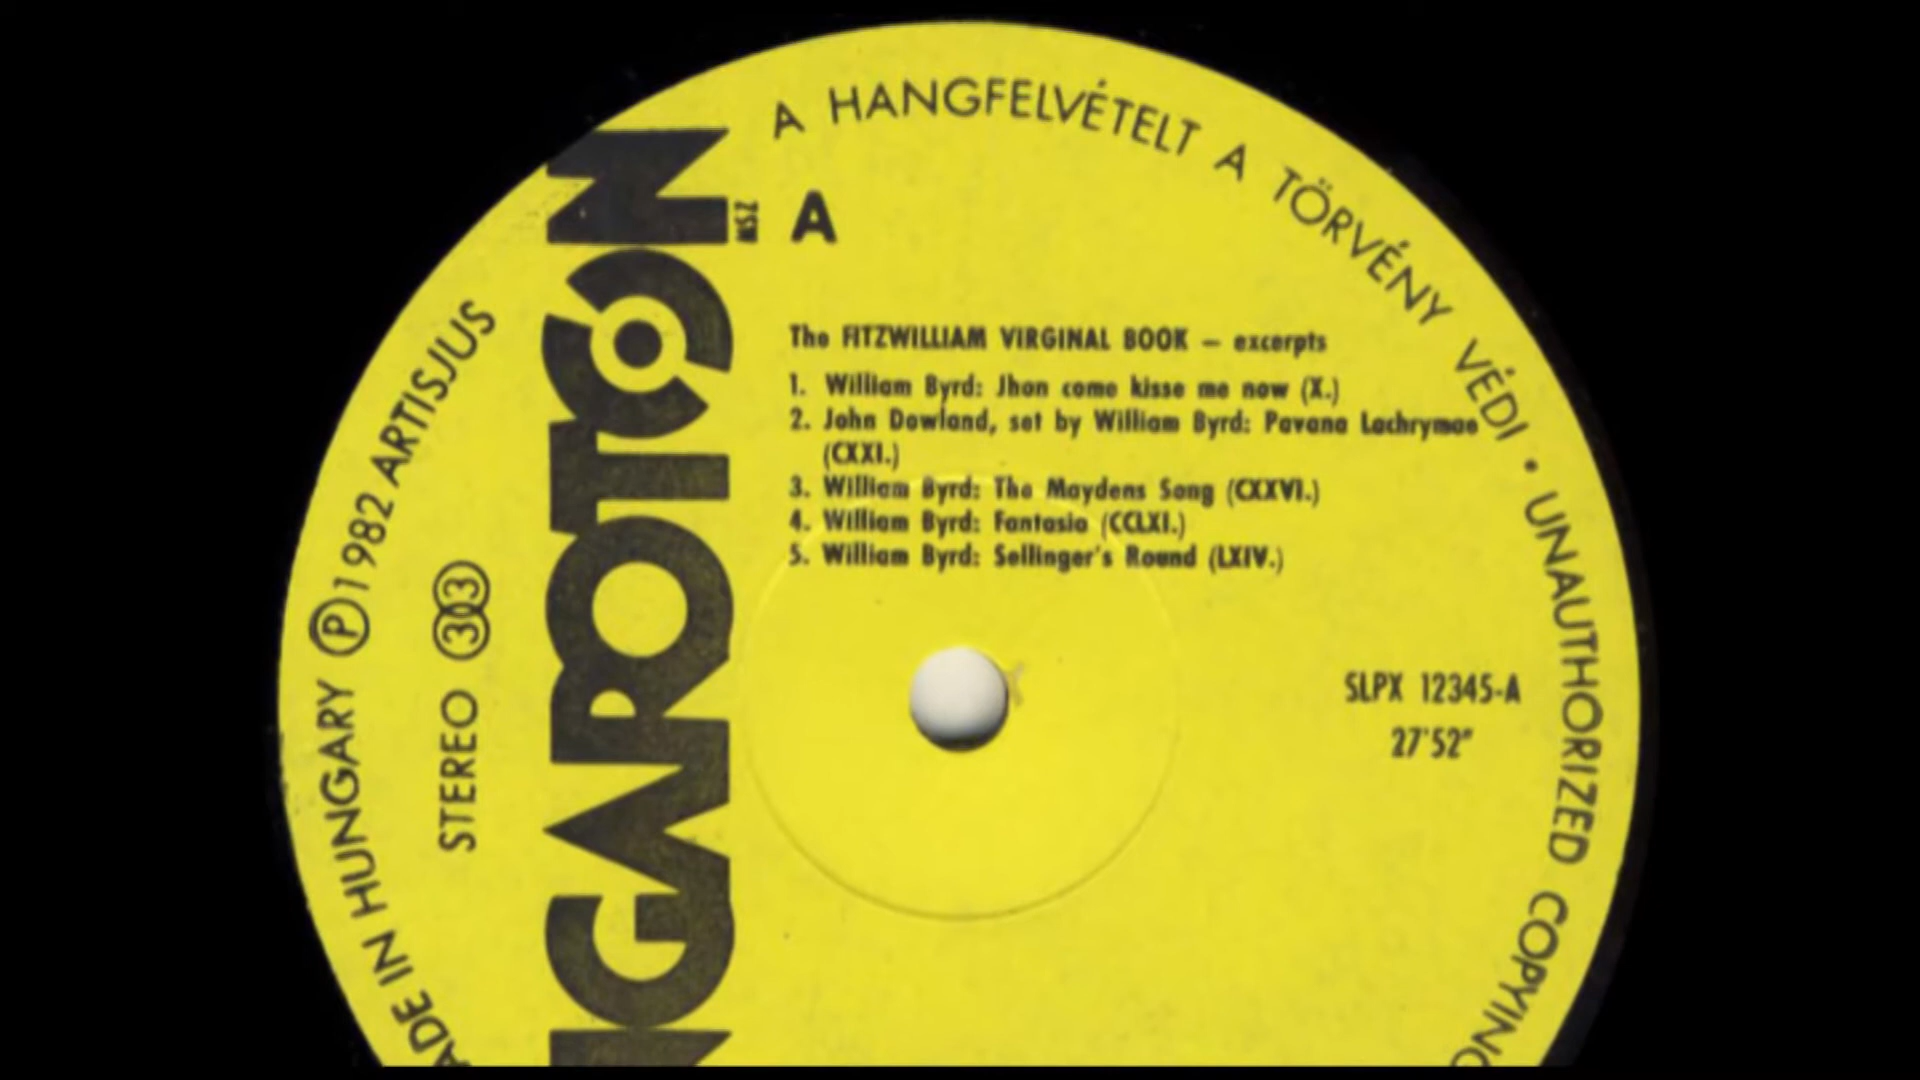 A HANGFELVÉTELT A TÖRVÉNY VÉDI • UNAUTHORIZED COPYING
ADE IN HUNGARY Ⓟ 1982 ARTISJUS
STEREO 33
NGAROTON
MSZ
A
The FITZWILLIAM VIRGINAL BOOK – excerpts
1. William Byrd: Jhon come kisse me now (X.)
2. John Dowland, set by William Byrd: Pavana Lachrymae
(CXXI.)
3. William Byrd: The Maydens Song (CXXVI.)
4. William Byrd: Fantasia (CCLXI.)
5. William Byrd: Sellinger's Round (LXIV.)
SLPX 12345-A
27'52"